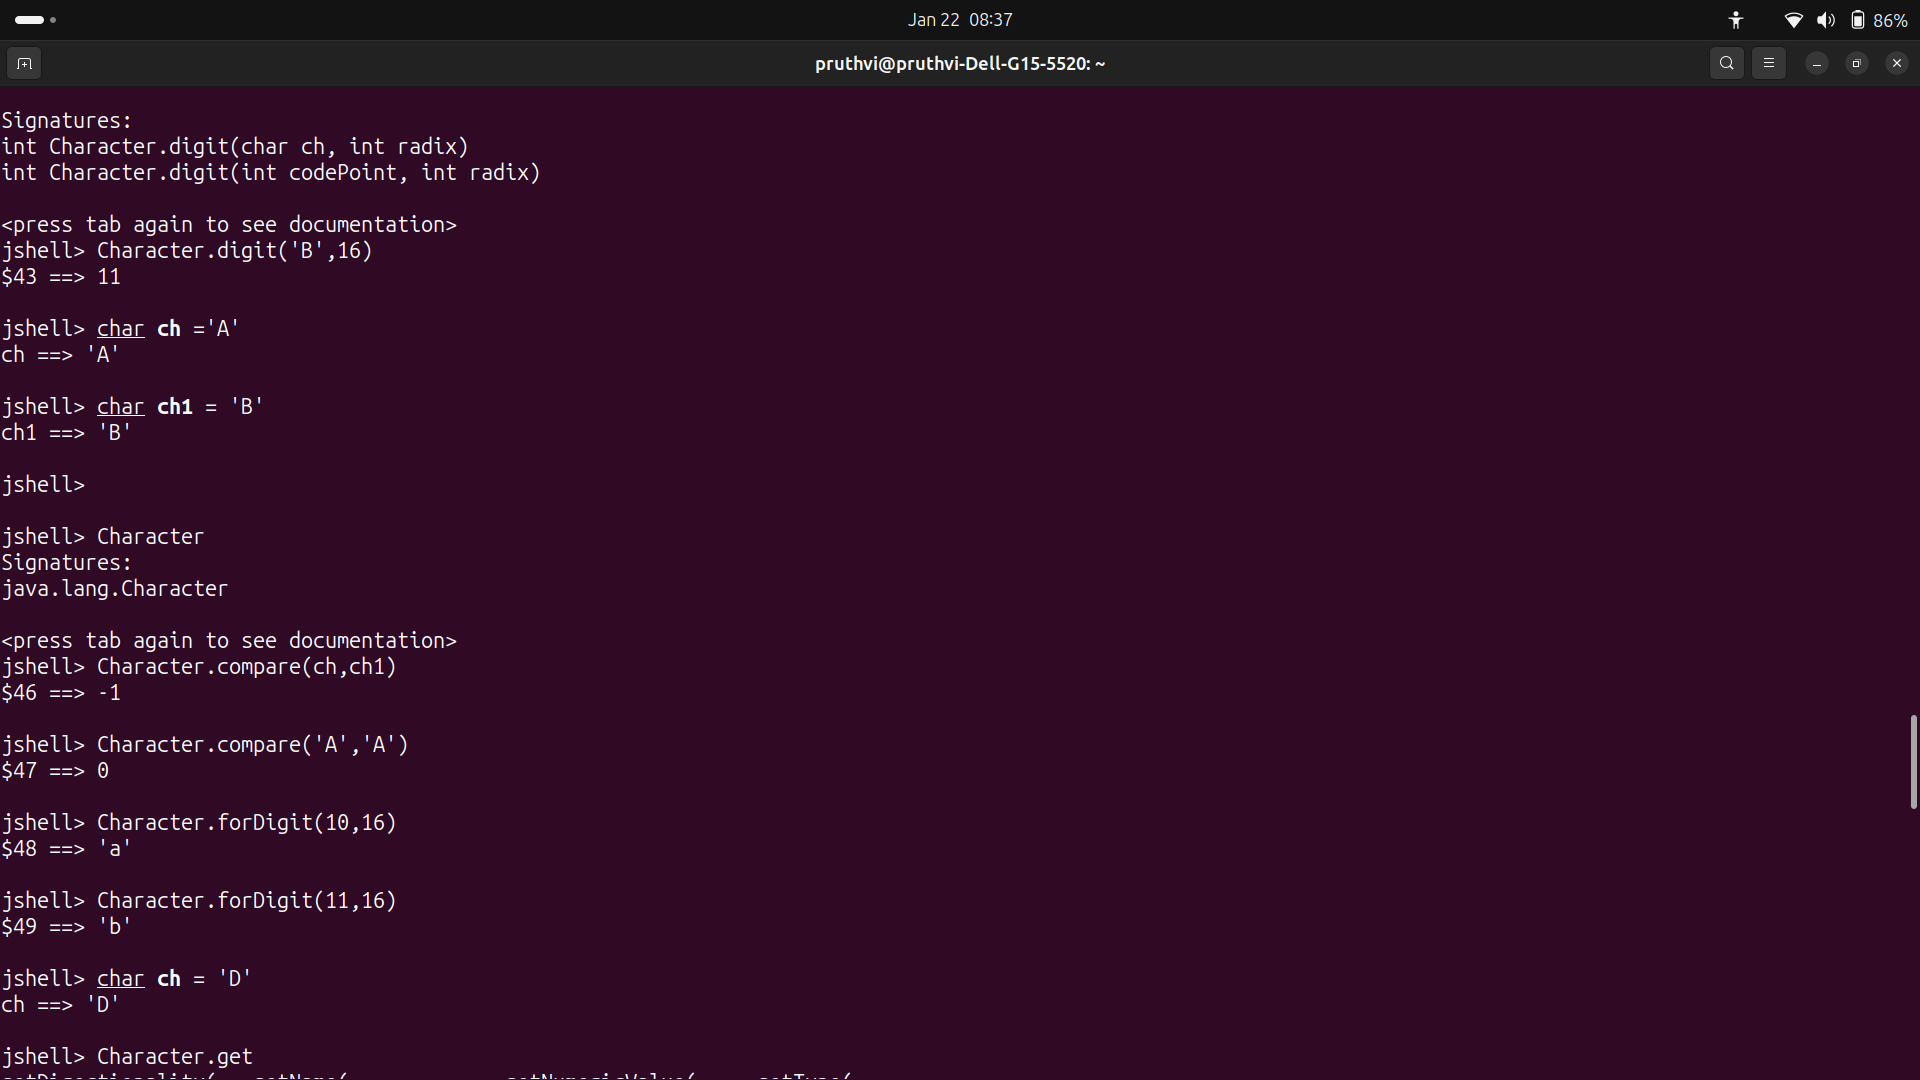 Jan 22 08:37
86%
pruthvi@pruthvi-Dell-G15-5520: ~
Signatures:
int Character.digit(char ch, int radix)
int Character.digit(int codePoint, int radix)
<press tab again to see documentation>
jshell> Character.digit('B',16)
$43 ==> 11
jshell> char ch ='A'
ch ==> 'A'
jshell> char ch1 = 'B'
ch1 ==> 'B'
jshell>
jshell> Character
Signatures:
java.lang.Character
<press tab again to see documentation>
jshell> Character.compare(ch,ch1)
$46 ==> -1
jshell> Character.compare('A','A')
$47 ==> 0
jshell> Character.forDigit(10,16)
$48 ==> 'a'
jshell> Character.forDigit(11,16)
$49 ==> 'b'
jshell> char ch = 'D'
ch ==> 'D'
jshell> Character.get
getDirectionality( getName( getNumericValue( getType(